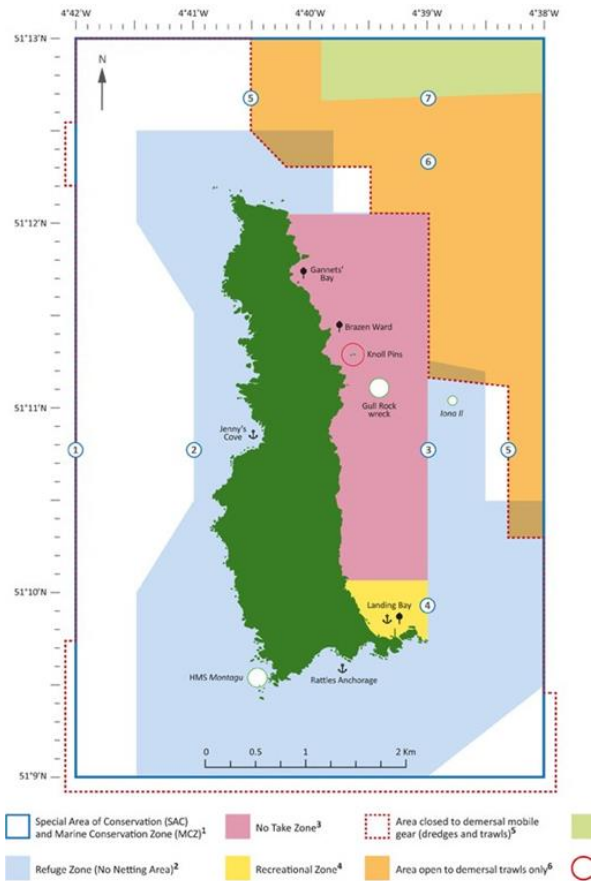 4°42'W 4°41'W 4°40'W 4°39'W 4°38'W
51°13'N
N
5
7
6
51°12'N
Gannets'
Bay
Brazen Ward
Knoll Pins
51°11'N
Gull Rock
wreck
Iona II
Jenny's
Cove
1
2
3
5
51°10'N
Landing Bay
4
HMS Montagu
Rattles Anchorage
0 0.5 1 2 Km
51°9'N
Special Area of Conservation (SAC)
and Marine Conservation Zone (MCZ)1
No Take Zone3
Area closed to demersal mobile
gear (dredges and trawls)5
Refuge Zone (No Netting Area)2
Recreational Zone4
Area open to demersal trawls only6